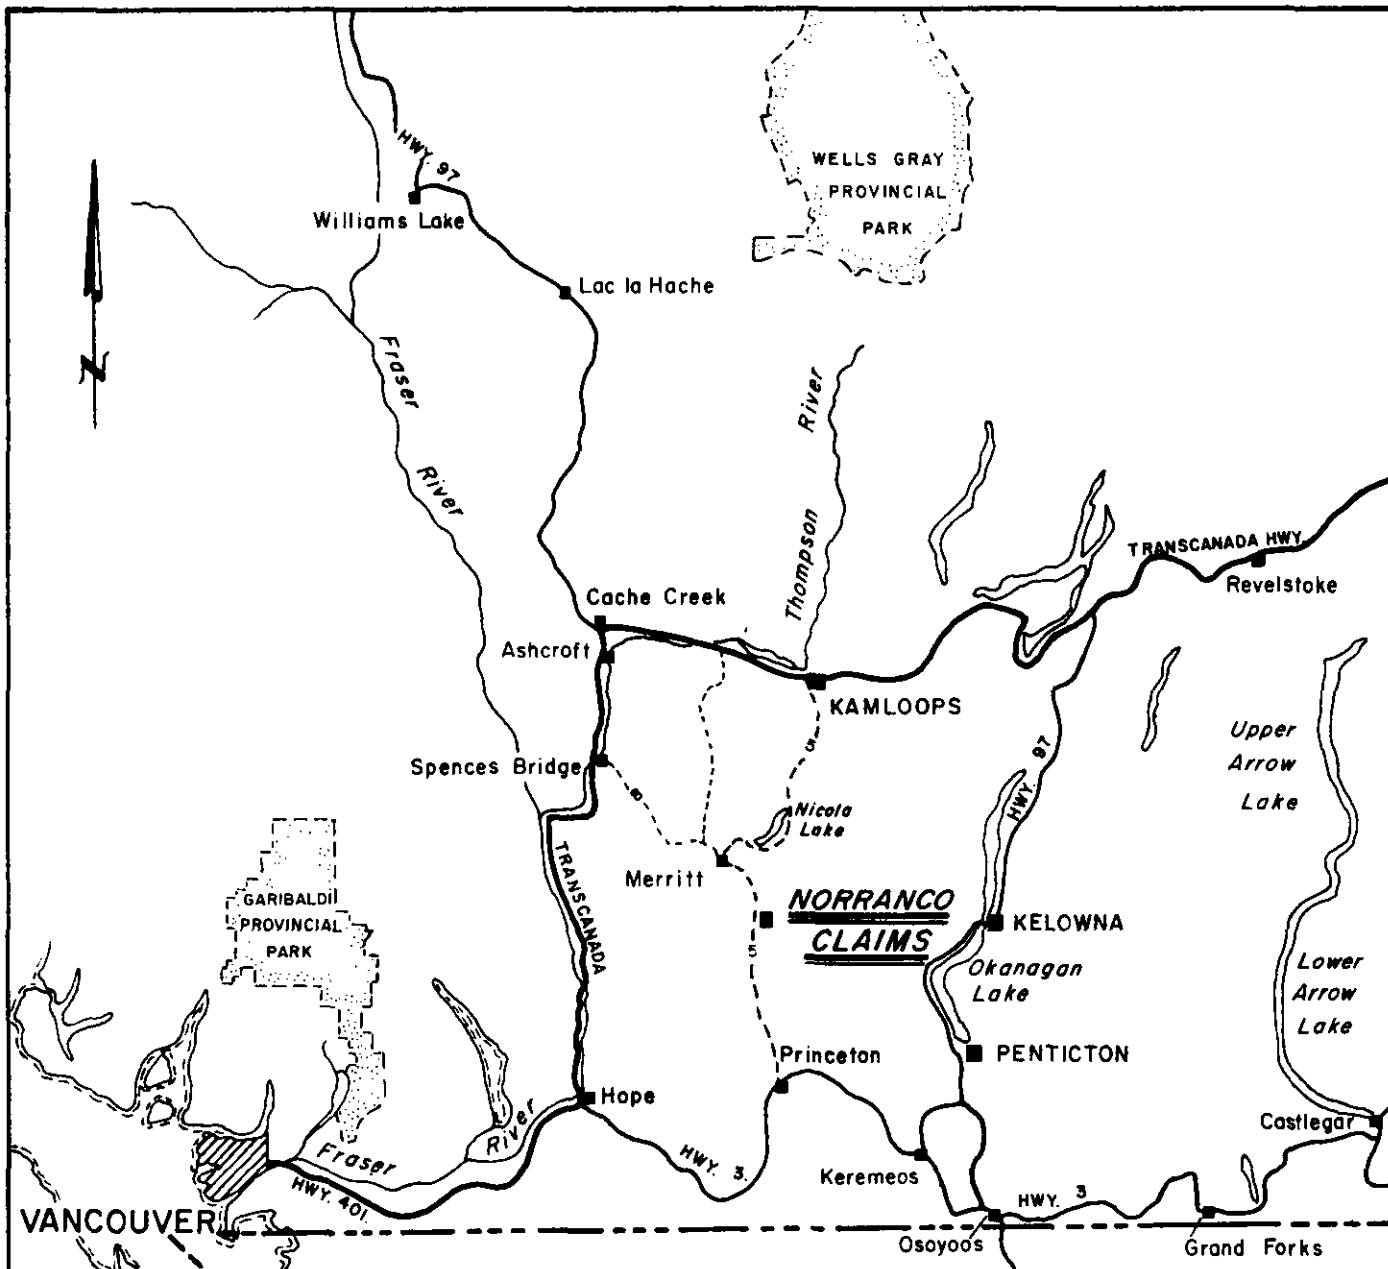 HWY. 97
WELLS GRAY
PROVINCIAL
PARK
Williams Lake
Lac la Hache
N
Fraser
River
River
Thompson
TRANSCANADA HWY.
Revelstoke
Cache Creek
Ashcroft
KAMLOOPS
5
HWY. 97
Upper
Arrow
Lake
Spences Bridge
8
Nicola
Lake
TRANSCANADA
Merritt
GARIBALDI
PROVINCIAL
PARK
NORRANCO
CLAIMS
5
KELOWNA
Okanagan
Lake
Lower
Arrow
Lake
Princeton
PENTICTON
Hope
Fraser
River
HWY. 3.
Keremeos
Castlegar
HWY. 401.
VANCOUVER
HWY. 3
Osoyoo's
Grand Forks